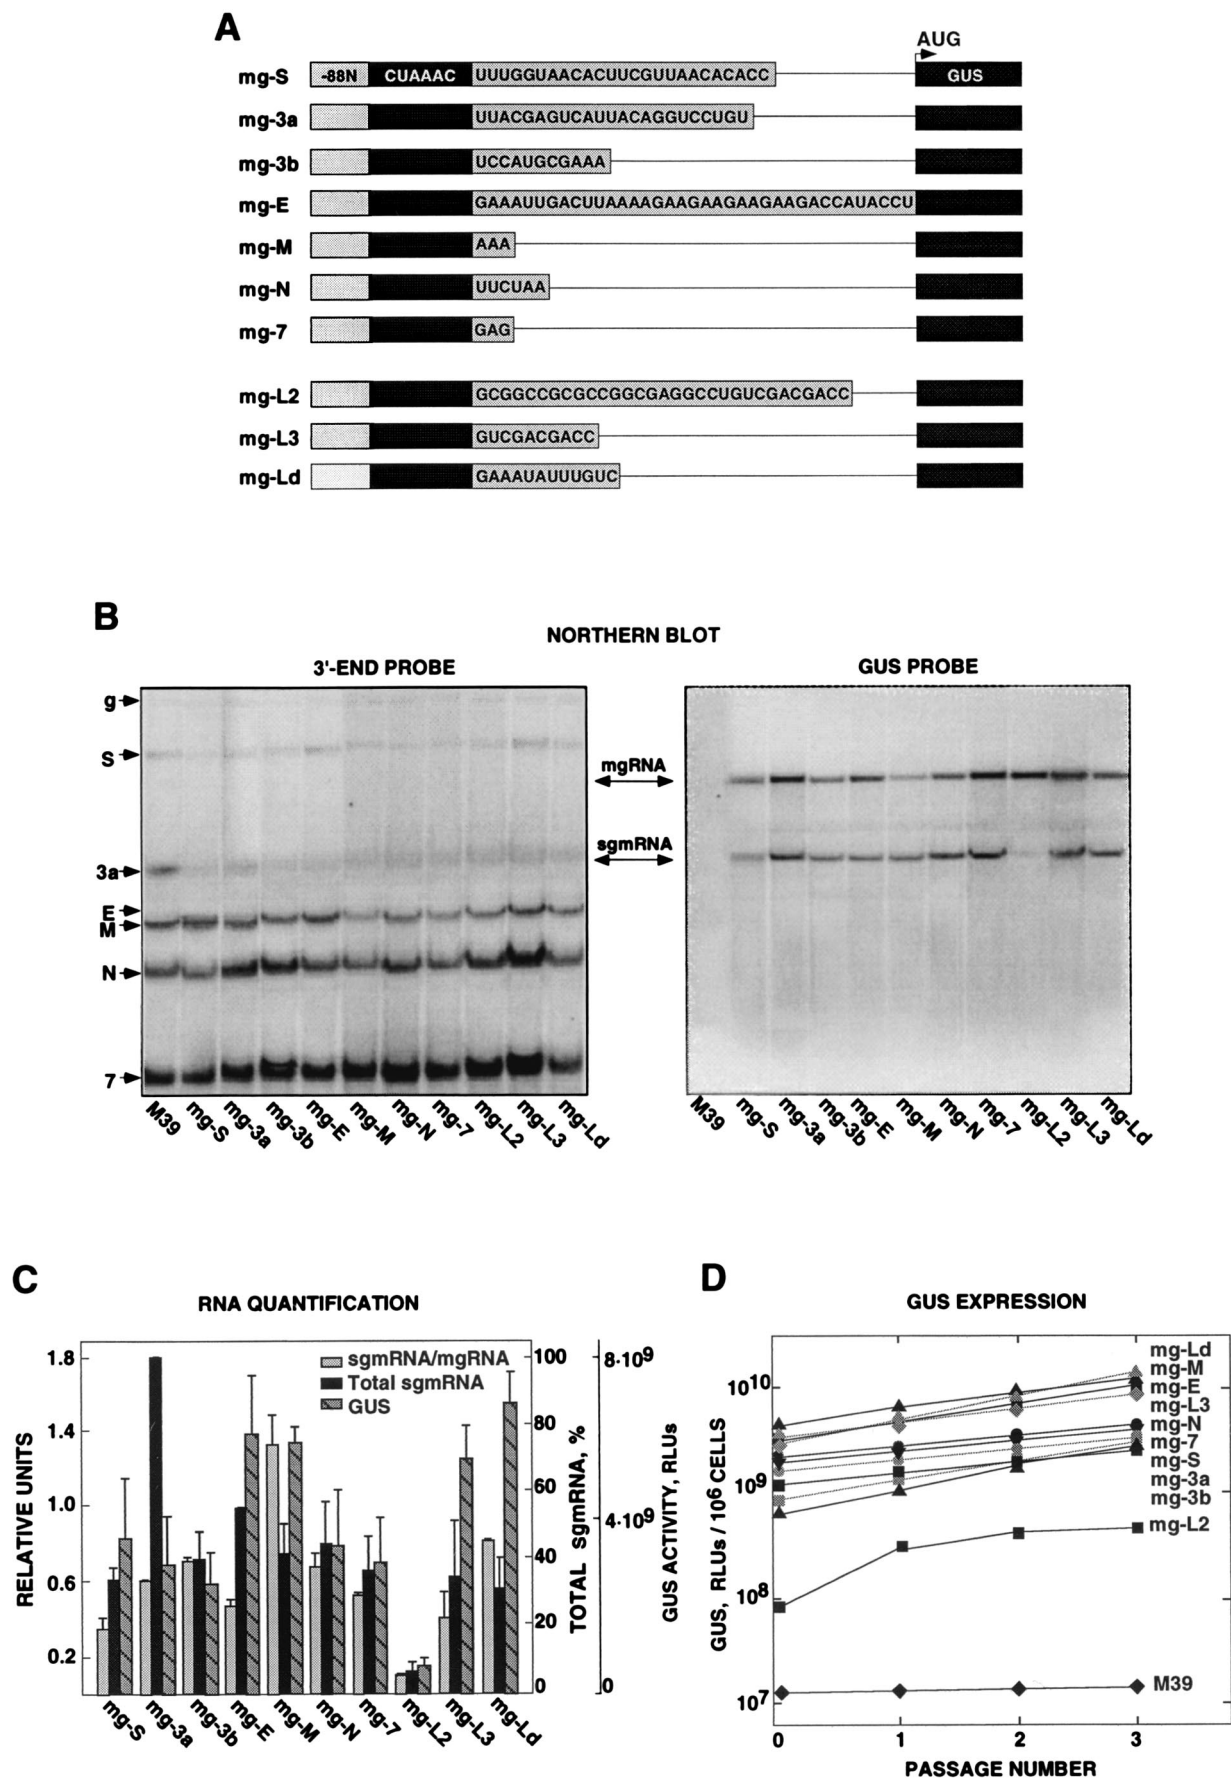 A
AUG
mg-S -88N CUAAAC UUUGGUAACACUUCGUUAACACACC GUS
mg-3a UUACGAGUCAUUACAGGUCCUGU
mg-3b UCCAUGCGAAA
mg-E GAAAUUGACUUAAAAGAAGAAGAAGAAGACCAUACCU
mg-M AAA
mg-N UUCUAA
mg-7 GAG
mg-L2 GCGGCCGCGCCGGCGAGGCCUGUCGACGACC
mg-L3 GUCGACGACC
mg-Ld GAAAUAUUUGUC
B
NORTHERN BLOT
3'-END PROBE
GUS PROBE
g
S
3a
E
M
N
7
mgRNA
sgmRNA
M39 mg-S mg-3a mg-3b mg-E mg-M mg-N mg-7 mg-L2 mg-L3 mg-Ld
M39 mg-S mg-3a mg-3b mg-E mg-M mg-N mg-7 mg-L2 mg-L3 mg-Ld
C
RNA QUANTIFICATION
sgmRNA/mgRNA
Total sgmRNA
GUS
RELATIVE UNITS
1.8
1.4
1.0
0.6
0.2
100
80
60
40
20
0
TOTAL sgmRNA, %
8·10⁹
4·10⁹
0
GUS ACTIVITY, RLUs
mg-S mg-3a mg-3b mg-E mg-M mg-N mg-7 mg-L2 mg-L3 mg-Ld
D
GUS EXPRESSION
GUS, RLUs / 10⁶ CELLS
10¹⁰
10⁹
10⁸
10⁷
mg-Ld
mg-M
mg-E
mg-L3
mg-N
mg-7
mg-S
mg-3a
mg-3b
mg-L2
M39
0 1 2 3
PASSAGE NUMBER